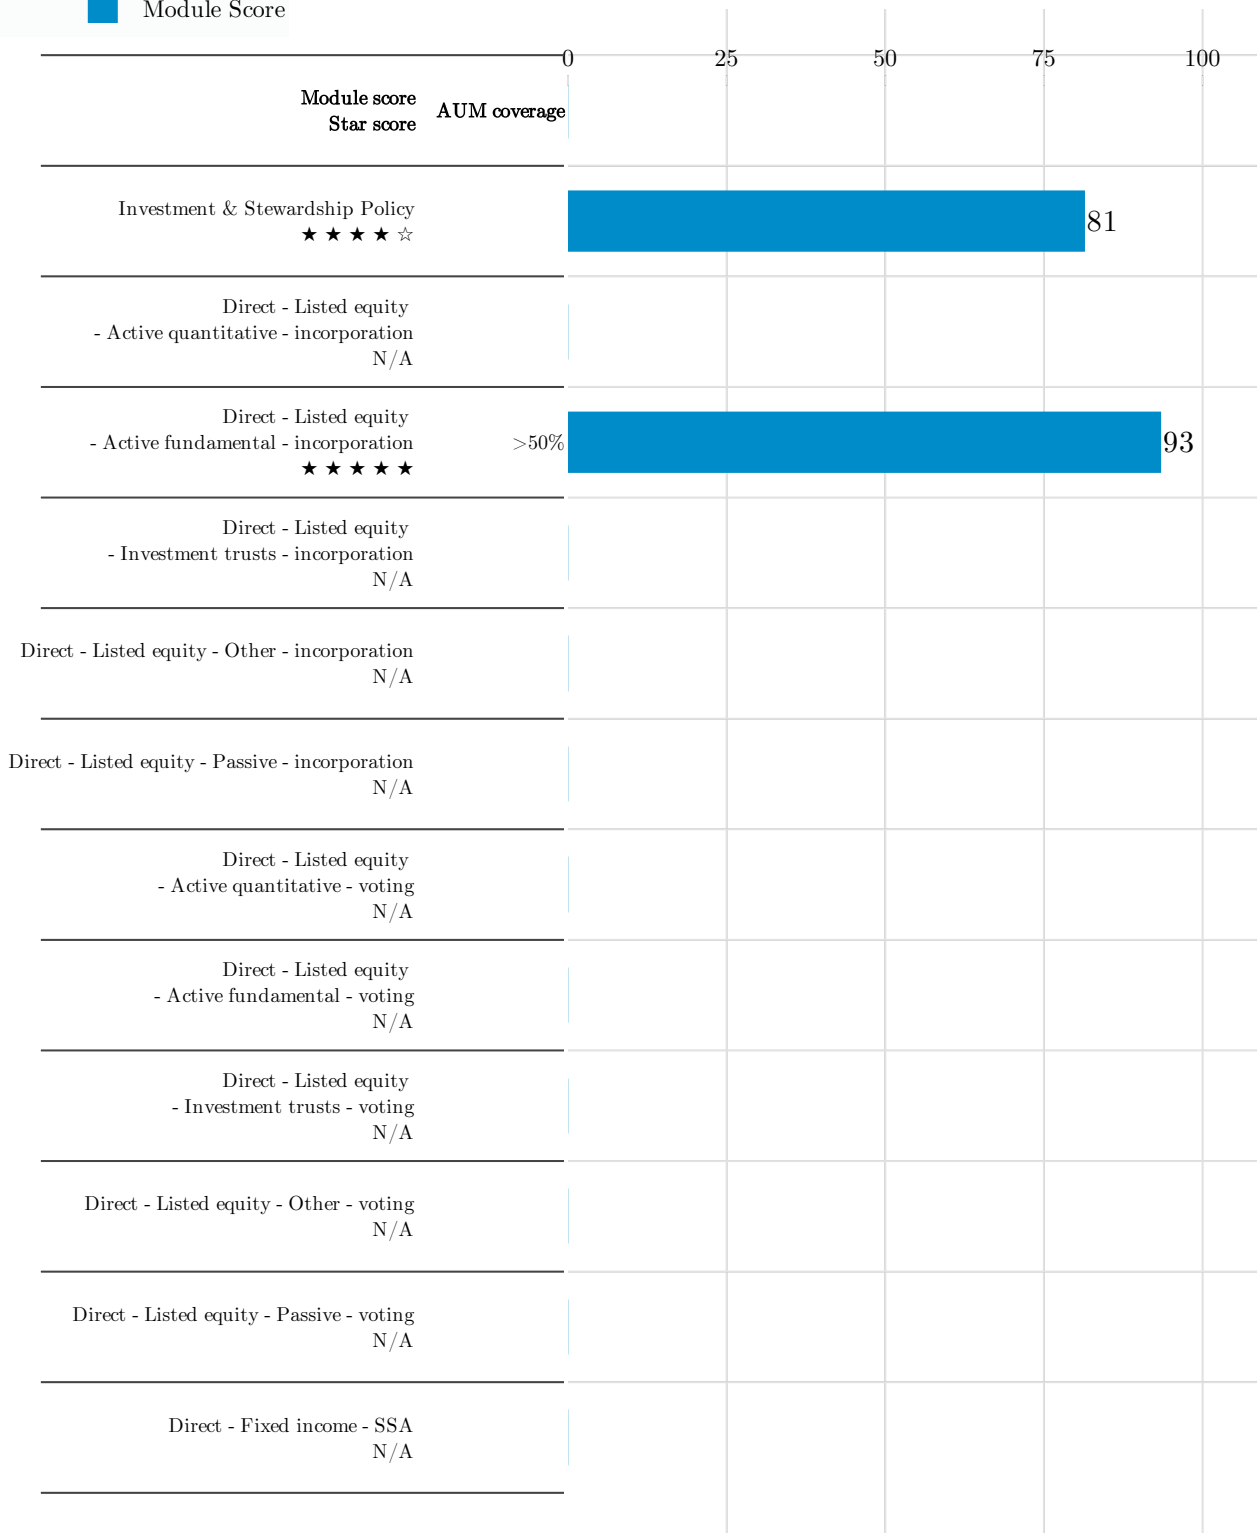 Module Score
0 25 50 75 100
Module score
Star score
AUM coverage
Investment & Stewardship Policy
★ ★ ★ ★ ☆
81
Direct - Listed equity
- Active quantitative - incorporation
N/A
Direct - Listed equity
- Active fundamental - incorporation
★ ★ ★ ★ ★
>50%
93
Direct - Listed equity
- Investment trusts - incorporation
N/A
Direct - Listed equity - Other - incorporation
N/A
Direct - Listed equity - Passive - incorporation
N/A
Direct - Listed equity
- Active quantitative - voting
N/A
Direct - Listed equity
- Active fundamental - voting
N/A
Direct - Listed equity
- Investment trusts - voting
N/A
Direct - Listed equity - Other - voting
N/A
Direct - Listed equity - Passive - voting
N/A
Direct - Fixed income - SSA
N/A